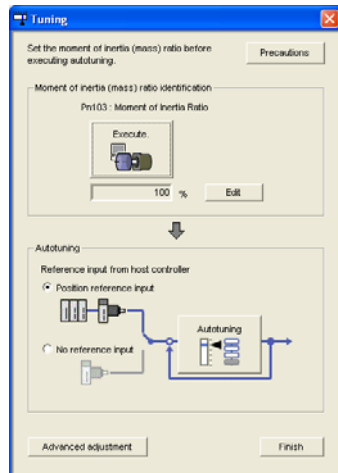 Tuning
Set the moment of inertia (mass) ratio before
executing autotuning.
Precautions
Moment of inertia (mass) ratio identification
Pn103 : Moment of Inertia Ratio
Execute.
100 %
Edit
Autotuning
Reference input from host controller
Position reference input
Autotuning
No reference input
Advanced adjustment
Finish